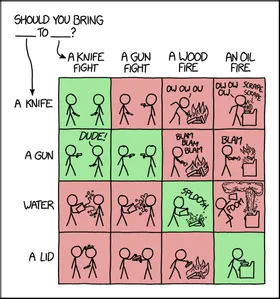 SHOULD YOU BRING
___ TO ___?
A KNIFE FIGHT
A GUN FIGHT
A WOOD FIRE
AN OIL FIRE
A KNIFE
OW OW OW
OW OW OW
SCRAPE SCRAPE
A GUN
DUDE!
BLAM BLAM BLAM
BLAM
WATER
SPLOOSH
FOOM
A LID